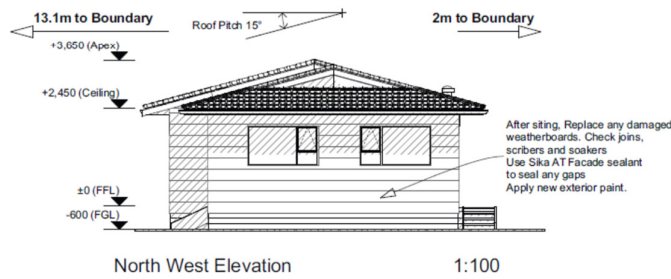 13.1m to Boundary
Roof Pitch 15°
2m to Boundary
+3,650 (Apex)
+2,450 (Ceiling)
After siting, Replace any damaged
weatherboards. Check joins,
scribers and soakers
Use Sika AT Facade sealant
to seal any gaps
Apply new exterior paint.
±0 (FFL)
-600 (FGL)
North West Elevation 1:100